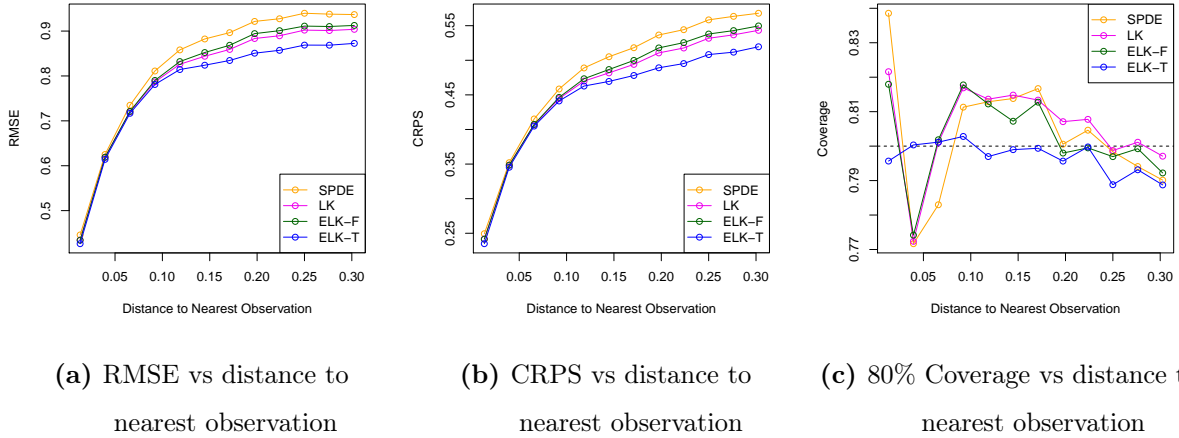 RMSE
0.5 0.6 0.7 0.8 0.9
0.05 0.10 0.15 0.20 0.25 0.30
Distance to Nearest Observation
SPDE
LK
ELK−F
ELK−T
CRPS
0.25 0.35 0.45 0.55
0.05 0.10 0.15 0.20 0.25 0.30
Distance to Nearest Observation
SPDE
LK
ELK−F
ELK−T
Coverage
0.77 0.79 0.81 0.83
0.05 0.10 0.15 0.20 0.25 0.30
Distance to Nearest Observation
SPDE
LK
ELK−F
ELK−T
(a) RMSE vs distance to
nearest observation
(b) CRPS vs distance to
nearest observation
(c) 80% Coverage vs distance t
nearest observation